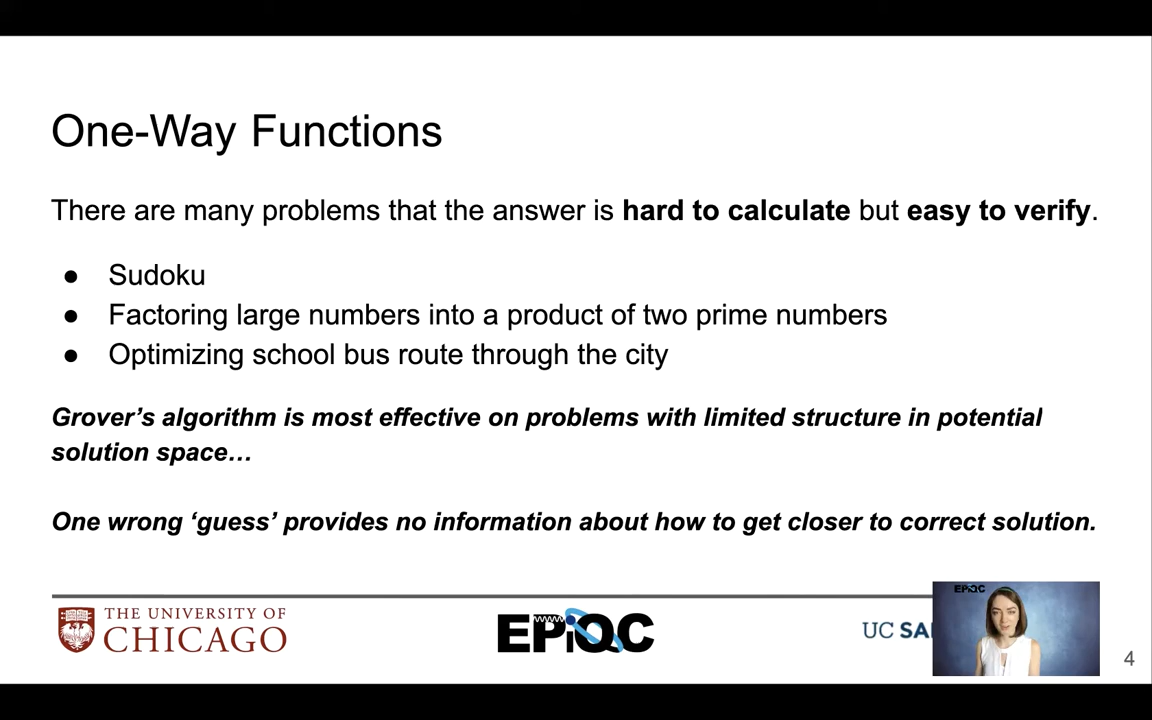 One-Way Functions
There are many problems that the answer is hard to calculate but easy to verify.
● Sudoku
● Factoring large numbers into a product of two prime numbers
● Optimizing school bus route through the city
Grover’s algorithm is most effective on problems with limited structure in potential
solution space…
One wrong ‘guess’ provides no information about how to get closer to correct solution.
EPiQC
THE UNIVERSITY OF
CHICAGO
EPiQC
UC
4